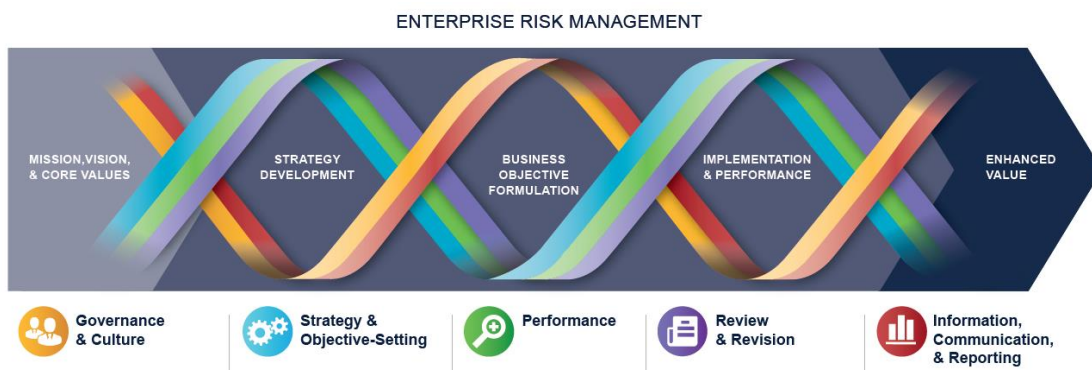 ENTERPRISE RISK MANAGEMENT
MISSION,VISION,
& CORE VALUES
STRATEGY
DEVELOPMENT
BUSINESS
OBJECTIVE
FORMULATION
IMPLEMENTATION
& PERFORMANCE
ENHANCED
VALUE
Governance
& Culture
Strategy &
Objective-Setting
Performance
Review
& Revision
Information,
Communication,
& Reporting